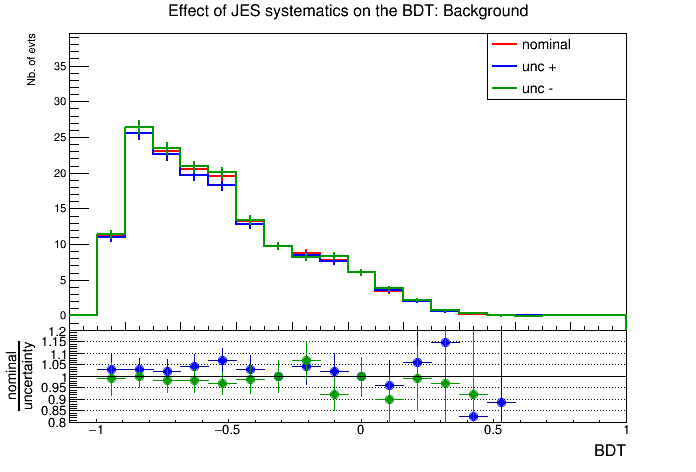 Effect of JES systematics on the BDT: Background
Nb. of evts
nominal
unc +
unc -
35
30
25
20
15
10
5
0
nominal
uncertainty
1.2
1.15
1.1
1.05
1
0.95
0.9
0.85
0.8
−1 −0.5 0 0.5 1
BDT